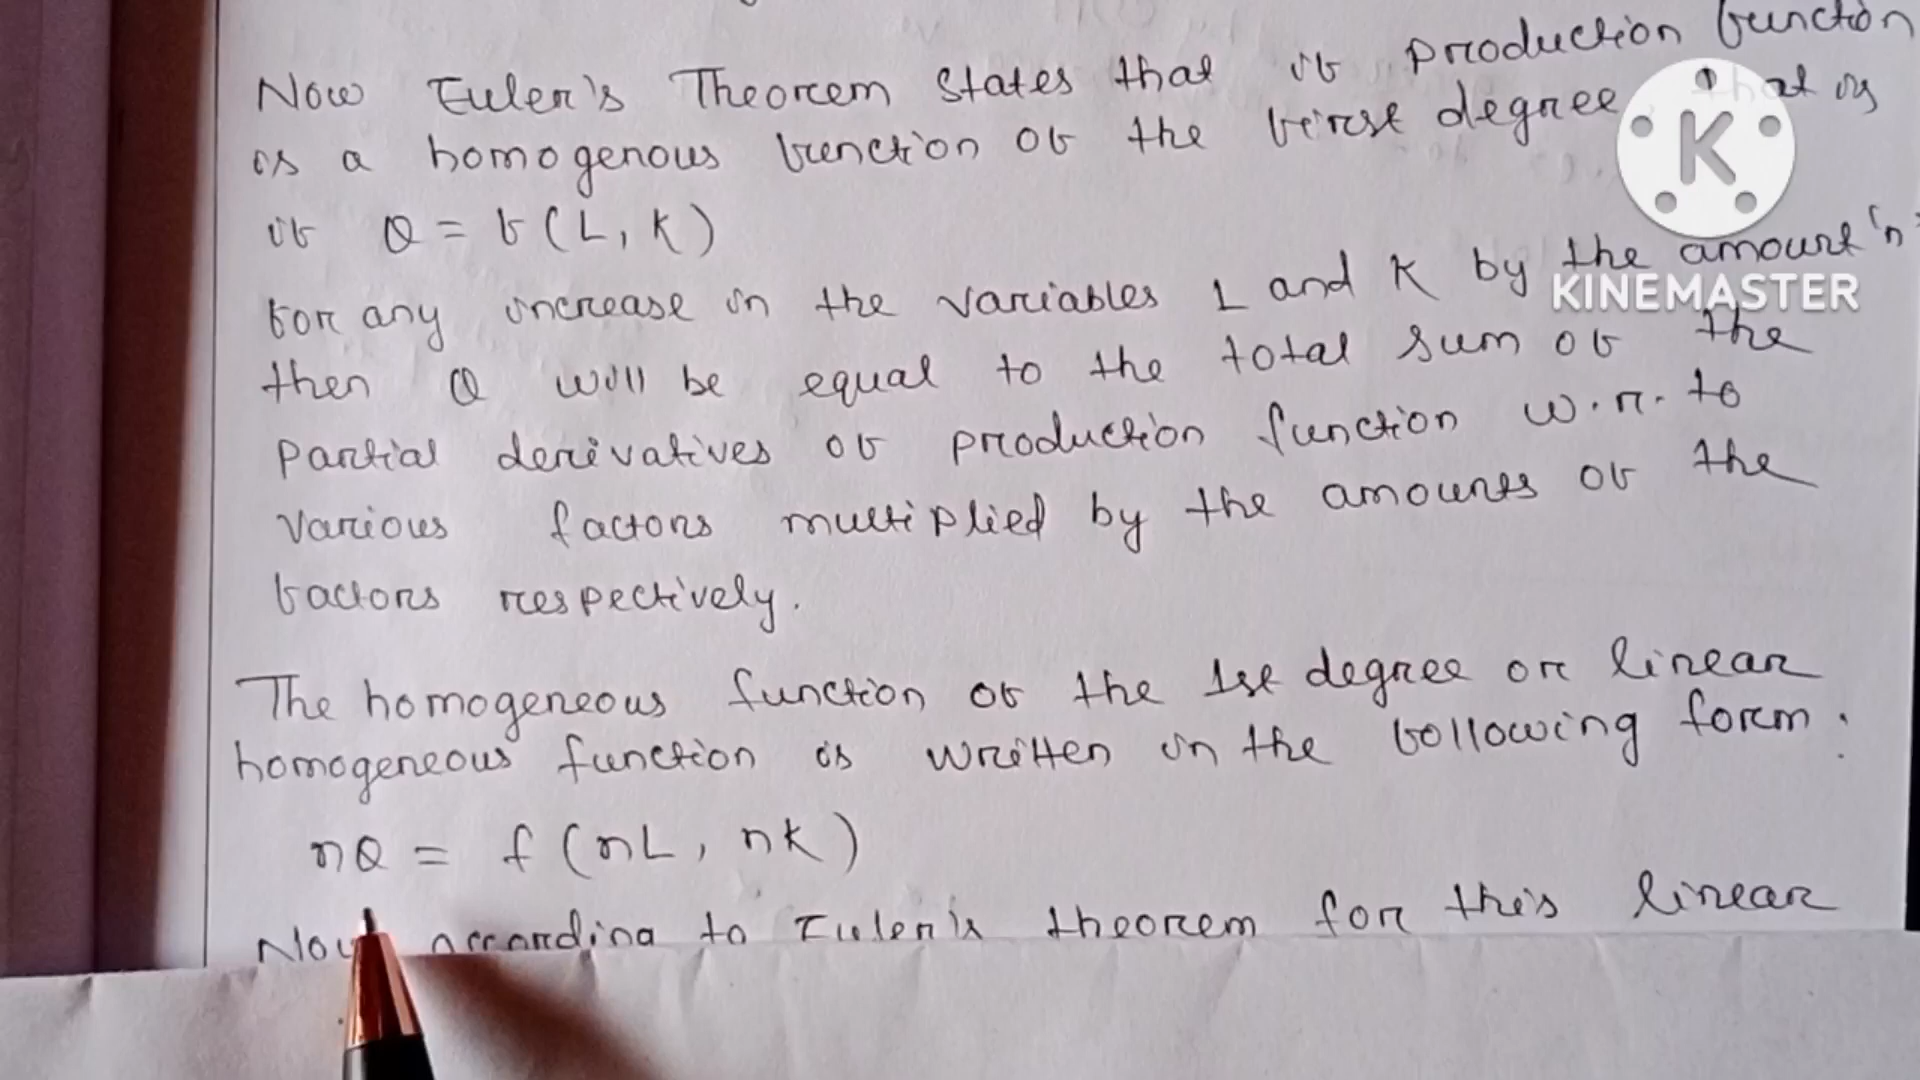 Now Euler's Theorem states that if production function
is a homogenous function of the first degree, that is
if Q = f (L, K)
for any increase in the variables L and K by the amount 'n'
then Q will be equal to the total sum of the
partial derivatives of production function w.r. to
various factors multiplied by the amounts of the
factors respectively.
The homogeneous function of the 1st degree or linear
homogeneous function is written in the following form:
nQ = f (nL, nK)
Now according to Euler's theorem for this linear
K
KINEMASTER